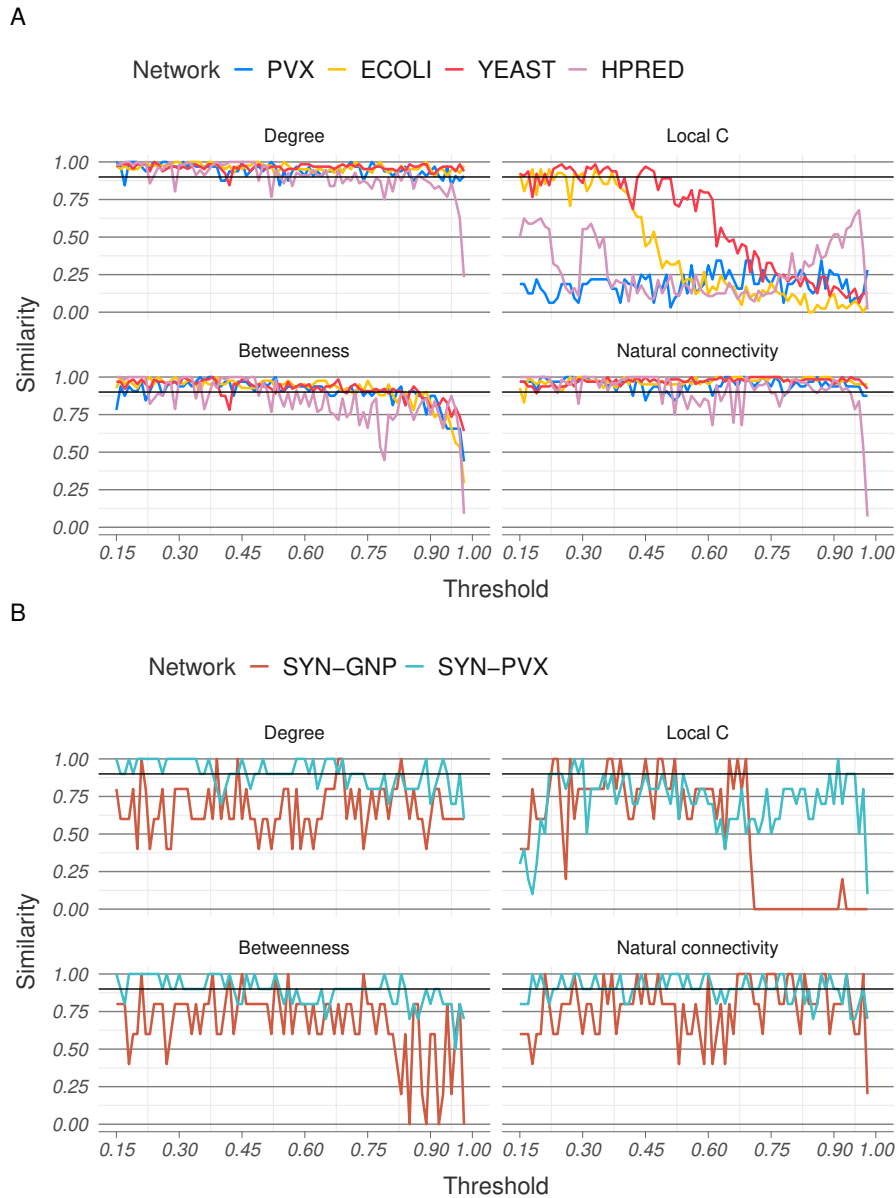 A
Network PVX ECOLI YEAST HPRED
Degree Local C
1.00
0.75
0.50
0.25
0.00
Similarity
Betweenness Natural connectivity
1.00
0.75
0.50
0.25
0.00
0.15 0.30 0.45 0.60 0.75 0.90 1.00 0.15 0.30 0.45 0.60 0.75 0.90 1.00
Threshold
B
Network SYN−GNP SYN−PVX
Degree Local C
1.00
0.75
0.50
0.25
0.00
Similarity
Betweenness Natural connectivity
1.00
0.75
0.50
0.25
0.00
0.15 0.30 0.45 0.60 0.75 0.90 1.00 0.15 0.30 0.45 0.60 0.75 0.90 1.00
Threshold